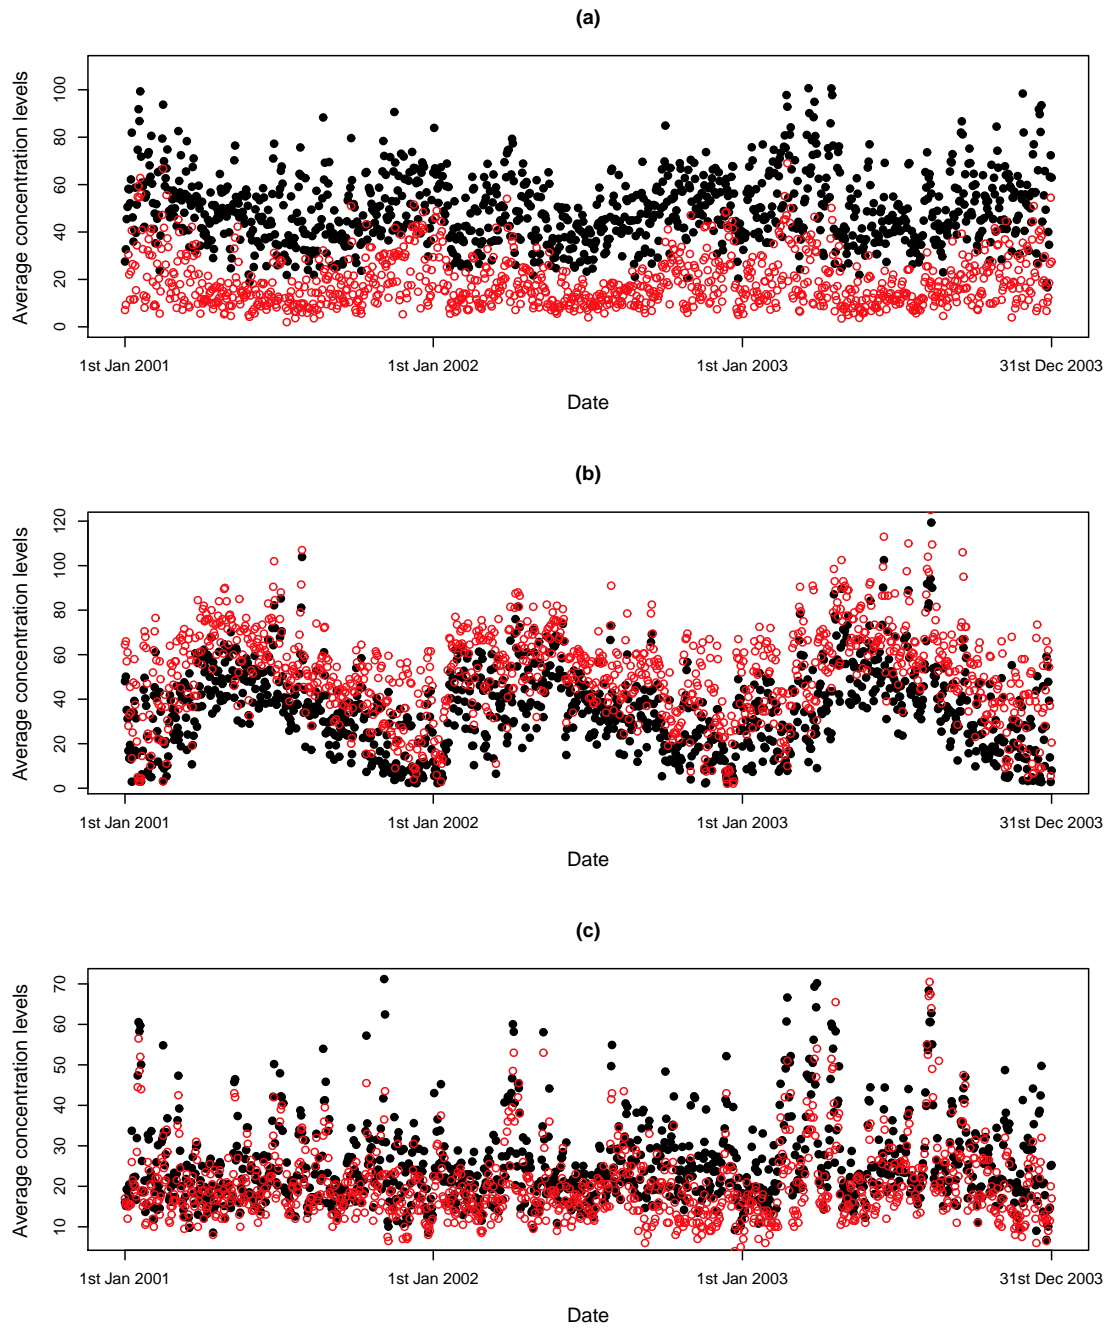 (a)
Average concentration levels
100
80
60
40
20
0
1st Jan 2001
1st Jan 2002
1st Jan 2003
31st Dec 2003
Date
(b)
Average concentration levels
120
100
80
60
40
20
0
1st Jan 2001
1st Jan 2002
1st Jan 2003
31st Dec 2003
Date
(c)
Average concentration levels
70
60
50
40
30
20
10
1st Jan 2001
1st Jan 2002
1st Jan 2003
31st Dec 2003
Date